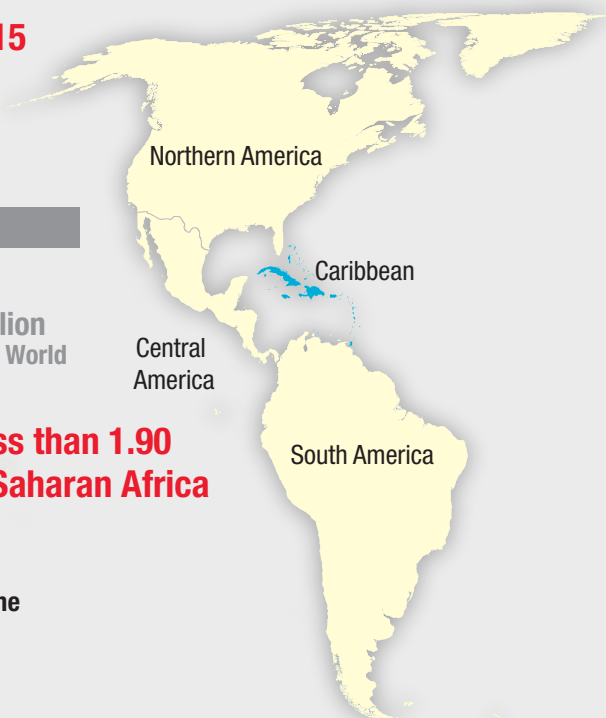 15
Northern America
Caribbean
lion
World
Central
America
ss than 1.90
Saharan Africa
South America
ne